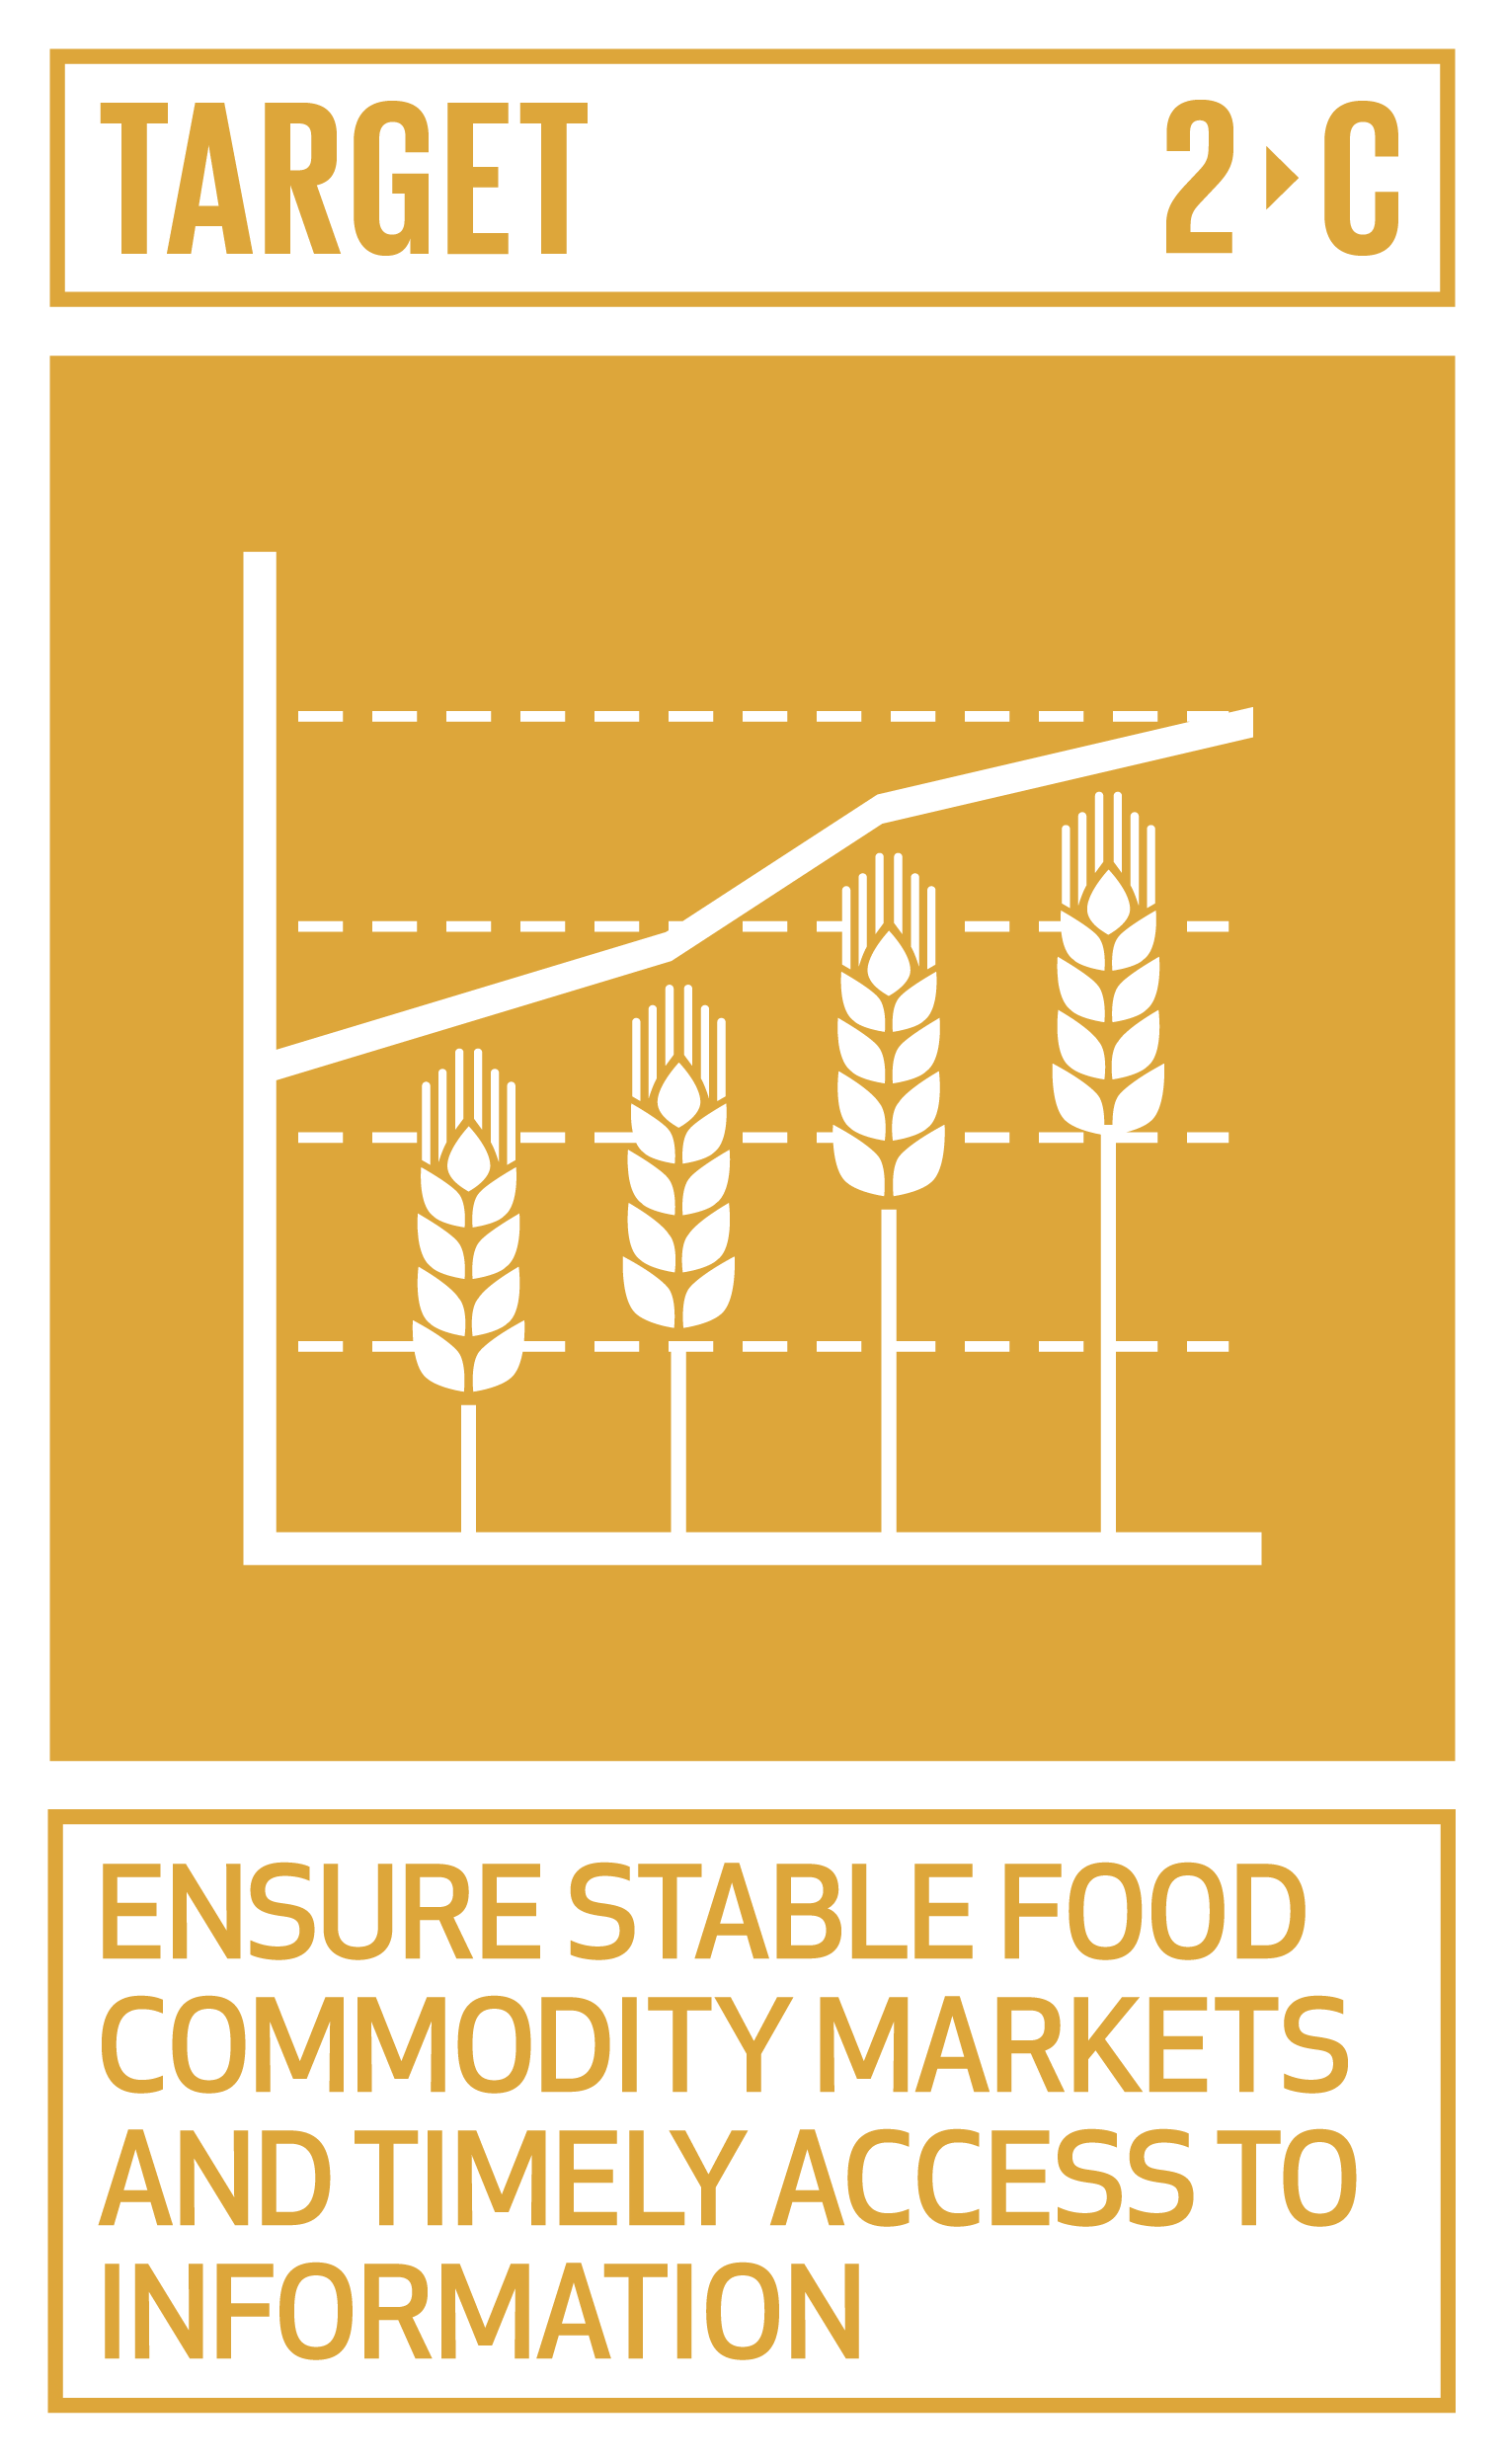 TARGET 2▸C
ENSURE STABLE FOOD
COMMODITY MARKETS
AND TIMELY ACCESS TO
INFORMATION